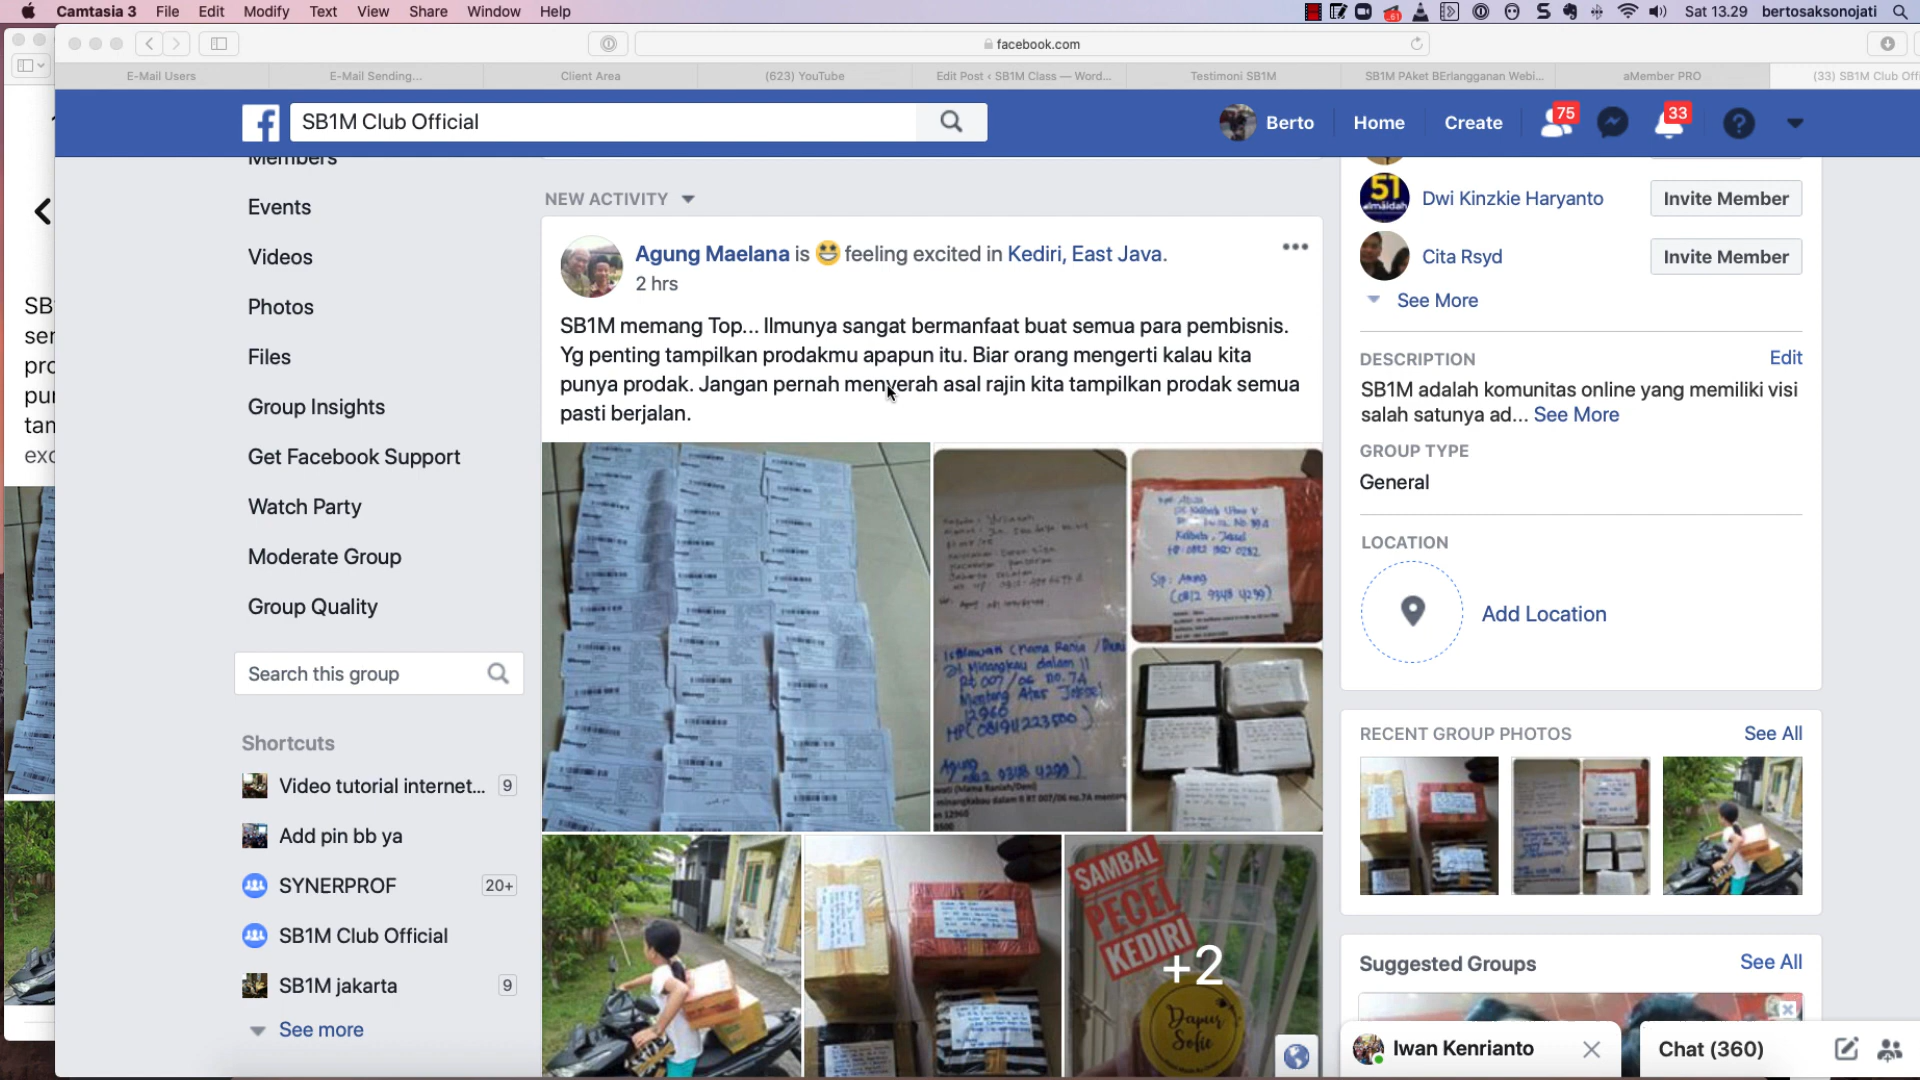 Camtasia 3 File Edit Modify Text View Share Window Help
61
Sat 13.29 bertosaksonojati
facebook.com
E-Mail Users
E-Mail Sending...
Client Area
(623) YouTube
Edit Post ‹ SB1M Class — Word...
Testimoni SB1M
SB1M PAket BErlangganan Webi...
aMember PRO
(33) SB1M Club Offi
SB1M Club Official
Berto
Home
Create
75
33
Members
Events
Videos
Photos
Files
Group Insights
Get Facebook Support
Watch Party
Moderate Group
Group Quality
Search this group
Shortcuts
Video tutorial internet... 9
Add pin bb ya
SYNERPROF 20+
SB1M Club Official
SB1M jakarta 9
See more
NEW ACTIVITY
Agung Maelana is 😀 feeling excited in Kediri, East Java.
2 hrs
SB1M memang Top... Ilmunya sangat bermanfaat buat semua para pembisnis.
Yg penting tampilkan prodakmu apapun itu. Biar orang mengerti kalau kita
punya prodak. Jangan pernah menyerah asal rajin kita tampilkan prodak semua
pasti berjalan.
SAMBAL
PECEL
KEDIRI
+2
Dapur
Sofie
51
Dwi Kinzkie Haryanto
Invite Member
Cita Rsyd
Invite Member
See More
DESCRIPTION
Edit
SB1M adalah komunitas online yang memiliki visi
salah satunya ad... See More
GROUP TYPE
General
LOCATION
Add Location
RECENT GROUP PHOTOS
See All
Suggested Groups
See All
Iwan Kenrianto
Chat (360)